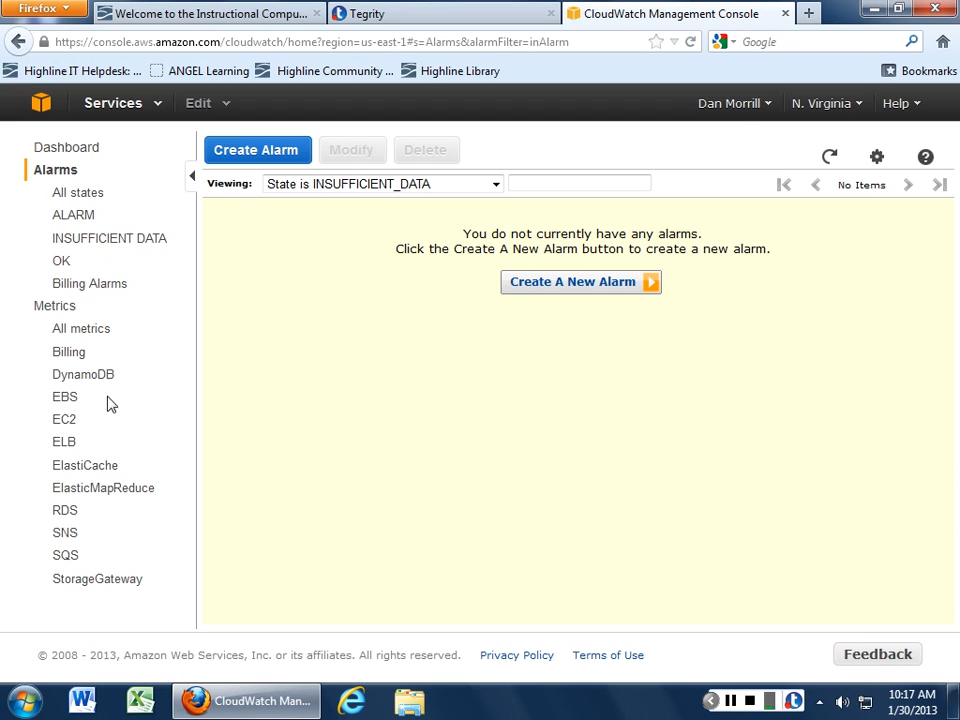 Firefox
Welcome to the Instructional Compu...
Tegrity
CloudWatch Management Console
https://console.aws.amazon.com/cloudwatch/home?region=us-east-1#s=Alarms&alarmFilter=inAlarm
Google
Highline IT Helpdesk: ...
ANGEL Learning
Highline Community ...
Highline Library
Bookmarks
Services
Edit
Dan Morrill
N. Virginia
Help
Dashboard
Alarms
All states
ALARM
INSUFFICIENT DATA
OK
Billing Alarms
Metrics
All metrics
Billing
DynamoDB
EBS
EC2
ELB
ElastiCache
ElasticMapReduce
RDS
SNS
SQS
StorageGateway
Create Alarm
Modify
Delete
Viewing:
State is INSUFFICIENT_DATA
No Items
You do not currently have any alarms.
Click the Create A New Alarm button to create a new alarm.
Create A New Alarm
© 2008 - 2013, Amazon Web Services, Inc. or its affiliates. All rights reserved.
Privacy Policy
Terms of Use
Feedback
CloudWatch Man...
10:17 AM
1/30/2013